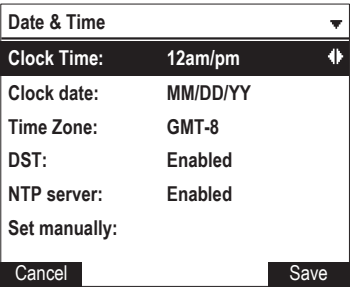 Date & Time
Clock Time: 12am/pm
Clock date: MM/DD/YY
Time Zone: GMT-8
DST: Enabled
NTP server: Enabled
Set manually:
Cancel Save